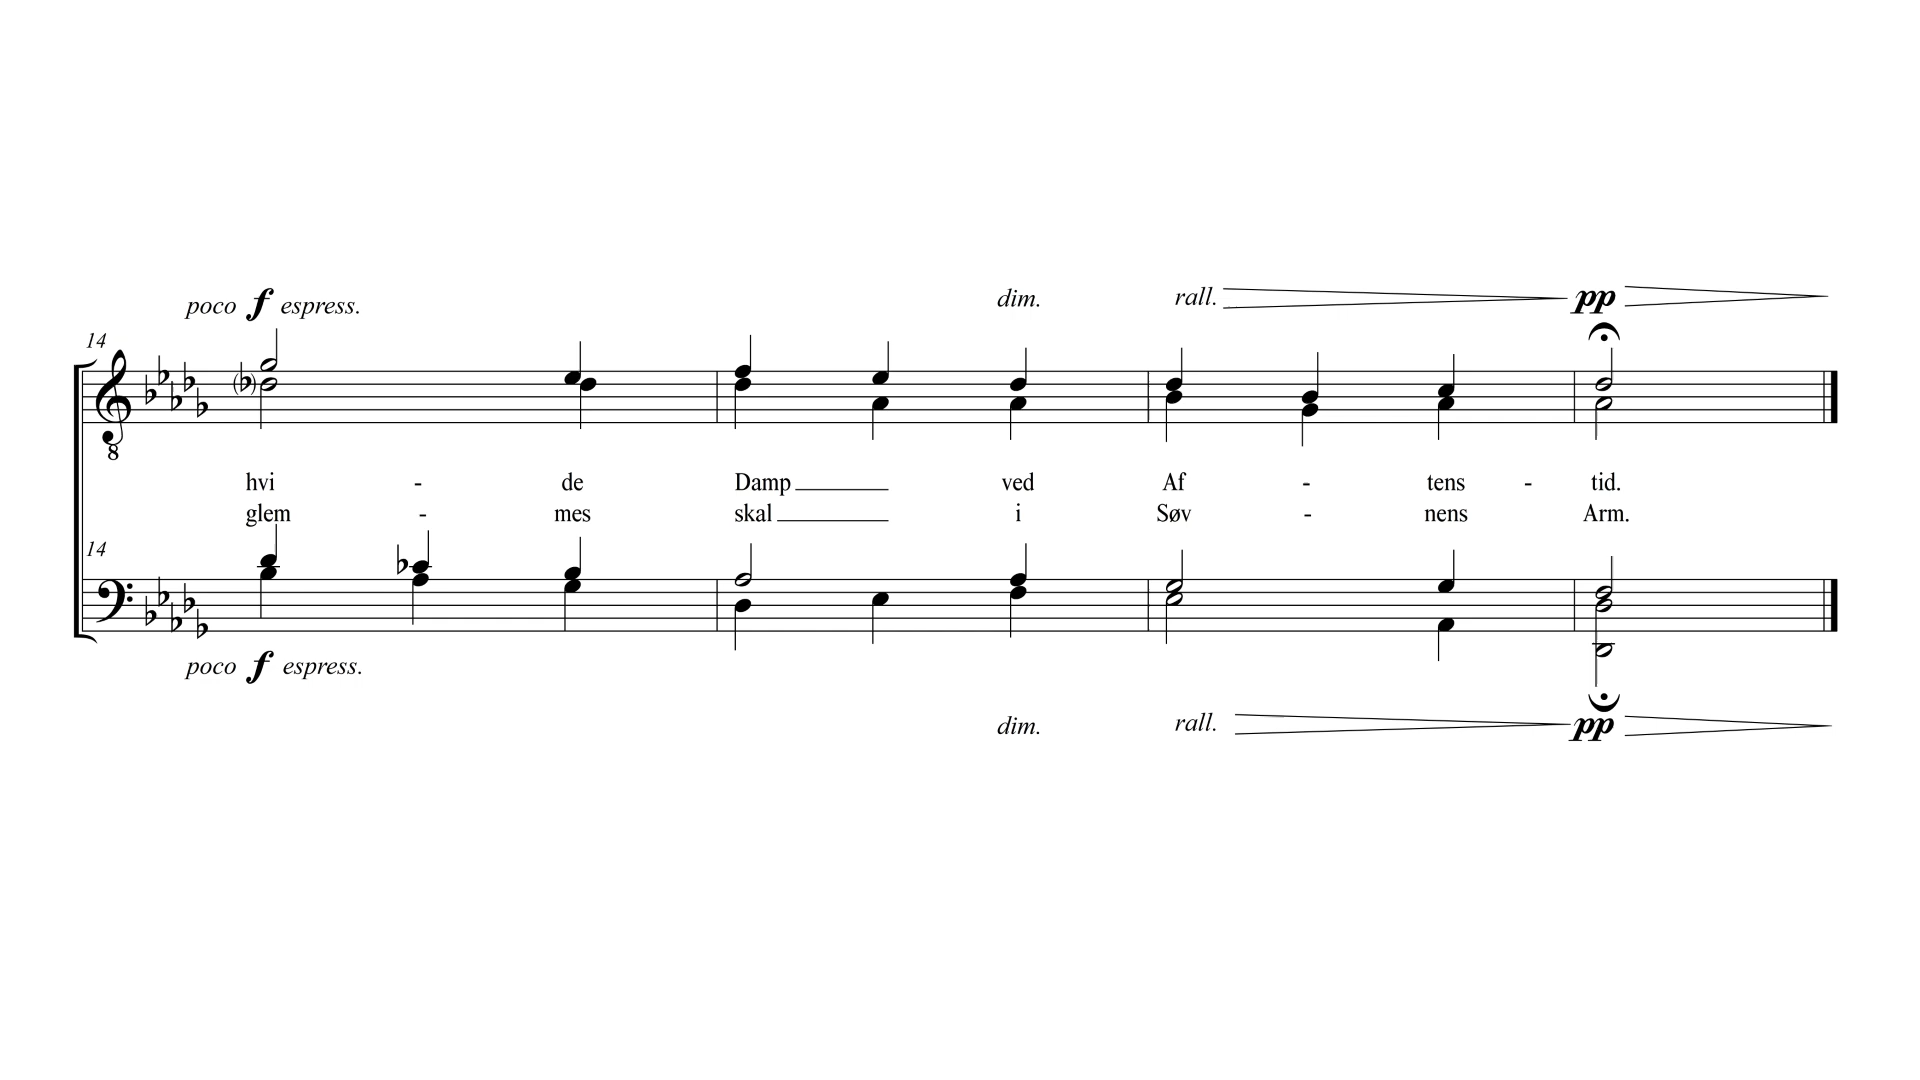 poco f espress. dim. rall. pp
14
8
hvi - de Damp ved Af - tens - tid.
glem - mes skal i Søv - nens Arm.
14
poco f espress.
dim. rall. pp